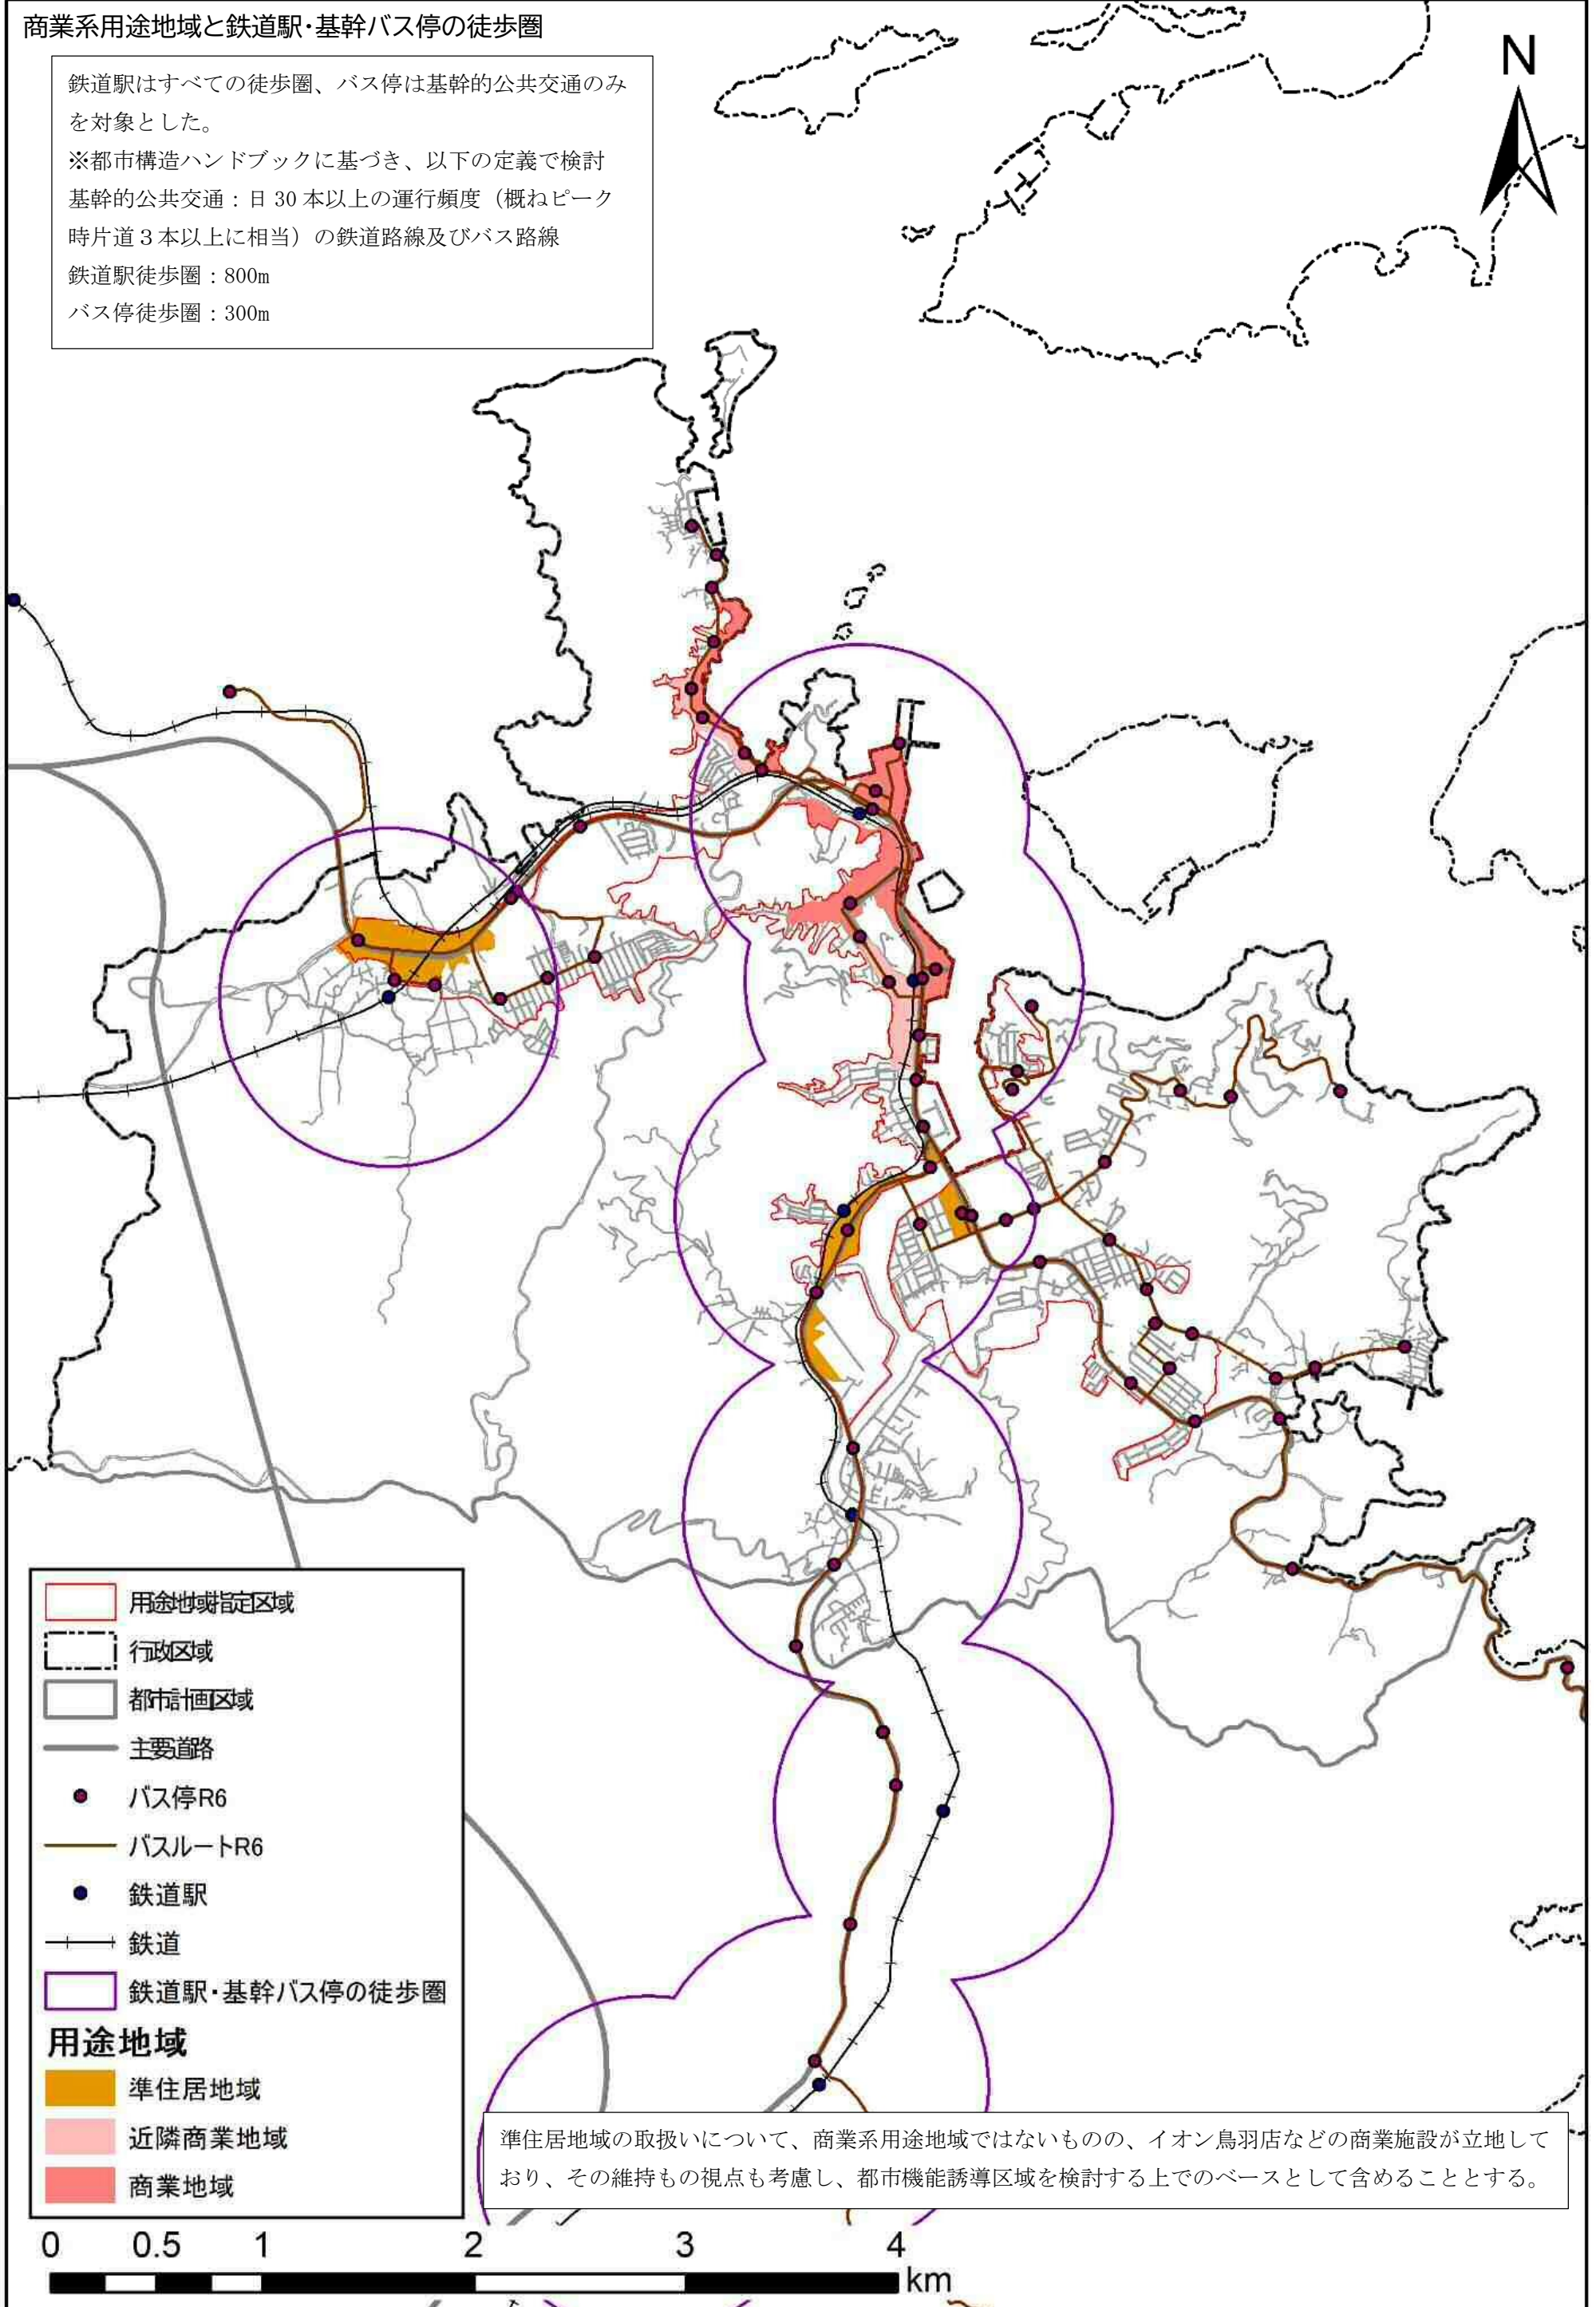 商業系用途地域と鉄道駅・基幹バス停の徒歩圏
鉄道駅はすべての徒歩圏、バス停は基幹的公共交通のみ
を対象とした。
※都市構造ハンドブックに基づき、以下の定義で検討
基幹的公共交通：日 30 本以上の運行頻度（概ねピーク
時片道３本以上に相当）の鉄道路線及びバス路線
鉄道駅徒歩圏：800m
バス停徒歩圏：300m
N
用途地域指定区域
行政区域
都市計画区域
主要道路
バス停R6
バスルートR6
鉄道駅
鉄道
鉄道駅・基幹バス停の徒歩圏
用途地域
準住居地域
近隣商業地域
商業地域
準住居地域の取扱いについて、商業系用途地域ではないものの、イオン鳥羽店などの商業施設が立地して
おり、その維持もの視点も考慮し、都市機能誘導区域を検討する上でのベースとして含めることとする。
0 0.5 1 2 3 4
km